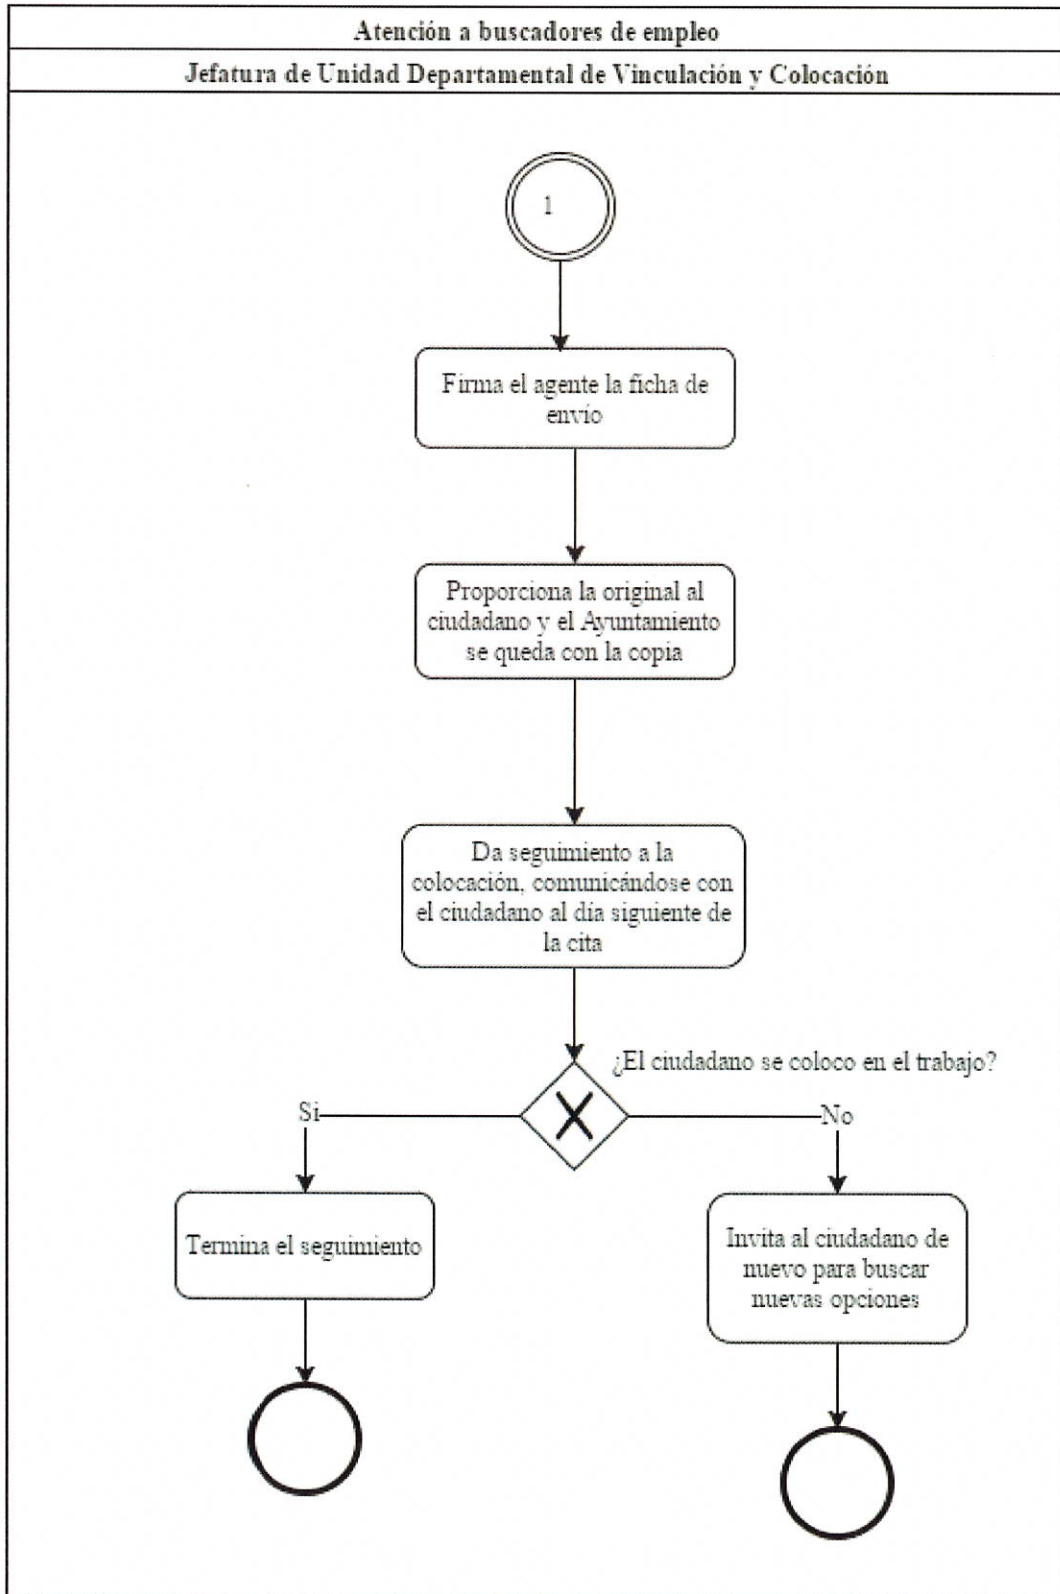 Atención a buscadores de empleo
Jefatura de Unidad Departamental de Vinculación y Colocación
1
Firma el agente la ficha de
envío
Proporciona la original al
ciudadano y el Ayuntamiento
se queda con la copia
Da seguimiento a la
colocación, comunicándose con
el ciudadano al día siguiente de
la cita
¿El ciudadano se coloco en el trabajo?
Si
No
Termina el seguimiento
Invita al ciudadano de
nuevo para buscar
nuevas opciones